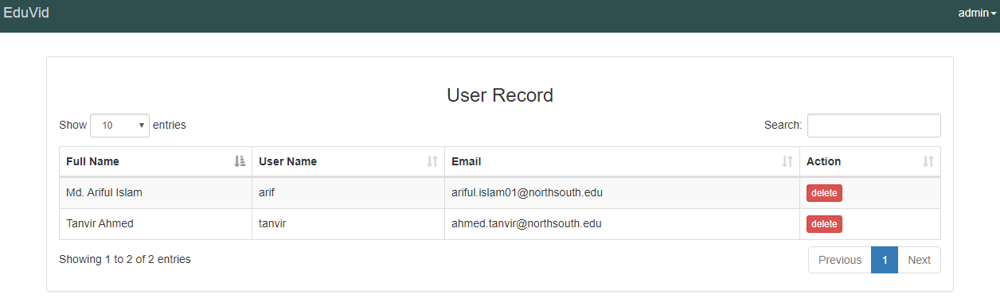 EduVid admin
User Record
Show 10 entries Search:
Full Name User Name Email Action
Md. Ariful Islam arif ariful.islam01@northsouth.edu delete
Tanvir Ahmed tanvir ahmed.tanvir@northsouth.edu delete
Showing 1 to 2 of 2 entries Previous 1 Next